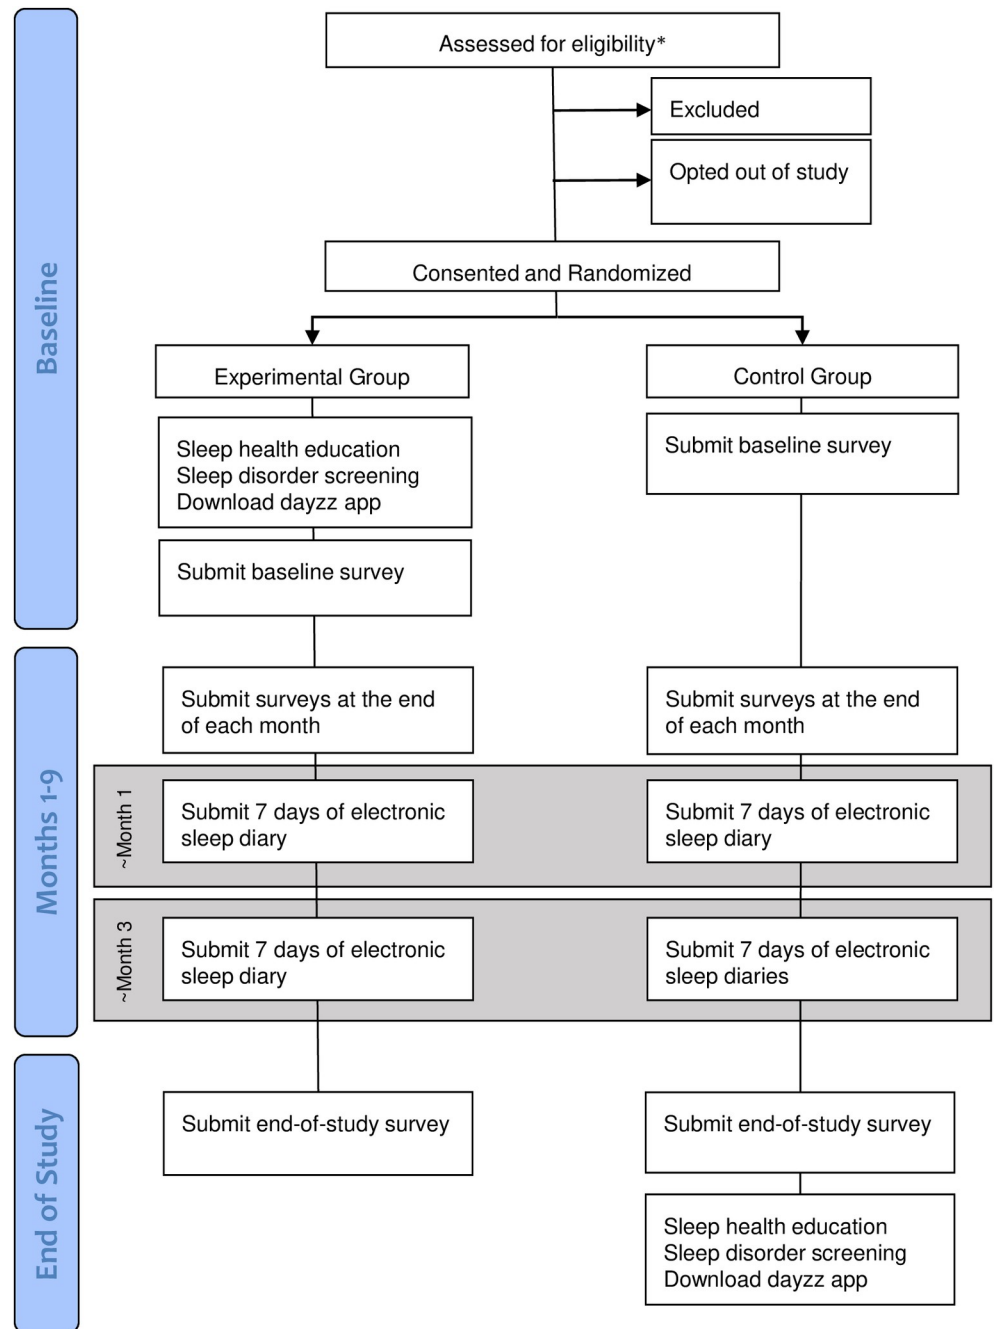 Baseline
Assessed for eligibility*
Excluded
Opted out of study
Consented and Randomized
Experimental Group
Control Group
Sleep health education
Sleep disorder screening
Download dayzz app
Submit baseline survey
Submit baseline survey
Months 1-9
Submit surveys at the end
of each month
Submit surveys at the end
of each month
~Month 1
Submit 7 days of electronic
sleep diary
Submit 7 days of electronic
sleep diary
~Month 3
Submit 7 days of electronic
sleep diary
Submit 7 days of electronic
sleep diaries
End of Study
Submit end-of-study survey
Submit end-of-study survey
Sleep health education
Sleep disorder screening
Download dayzz app